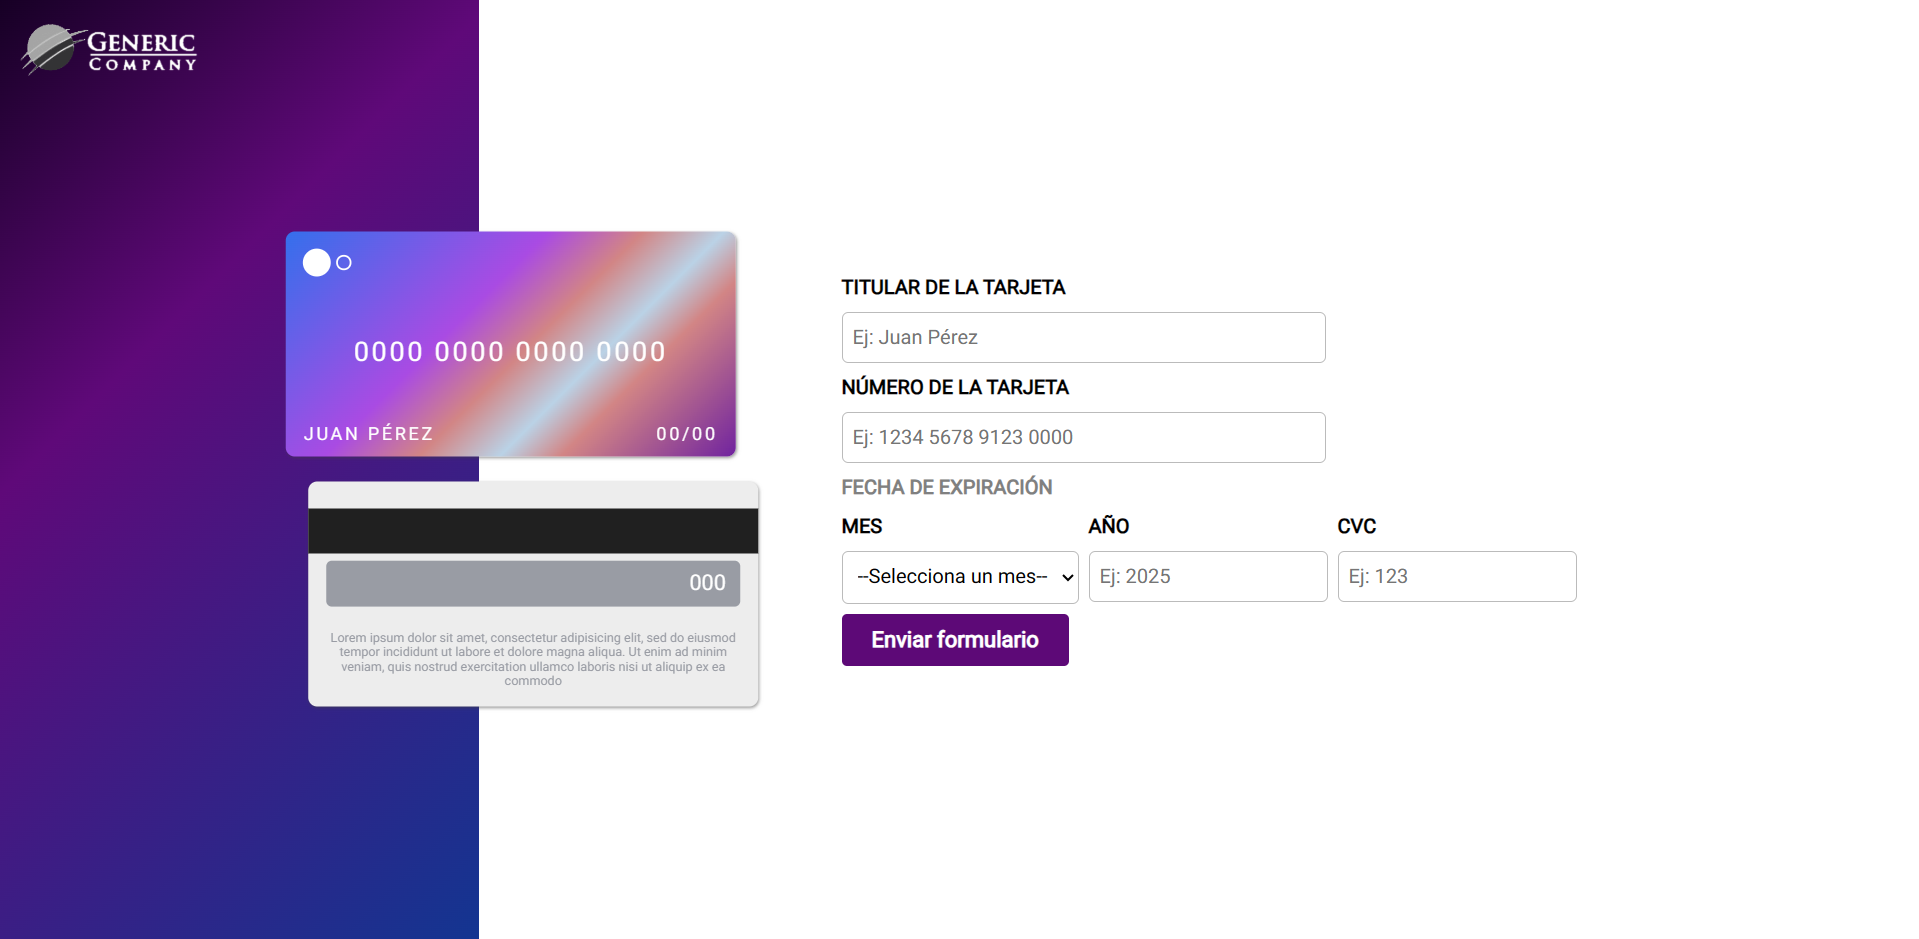 GENERIC
COMPANY
0000 0000 0000 0000
JUAN PÉREZ 00/00
000
Lorem ipsum dolor sit amet, consectetur adipisicing elit, sed do eiusmod
tempor incididunt ut labore et dolore magna aliqua. Ut enim ad minim
veniam, quis nostrud exercitation ullamco laboris nisi ut aliquip ex ea
commodo
TITULAR DE LA TARJETA
Ej: Juan Pérez
NÚMERO DE LA TARJETA
Ej: 1234 5678 9123 0000
FECHA DE EXPIRACIÓN
MES AÑO CVC
--Selecciona un mes-- Ej: 2025 Ej: 123
Enviar formulario